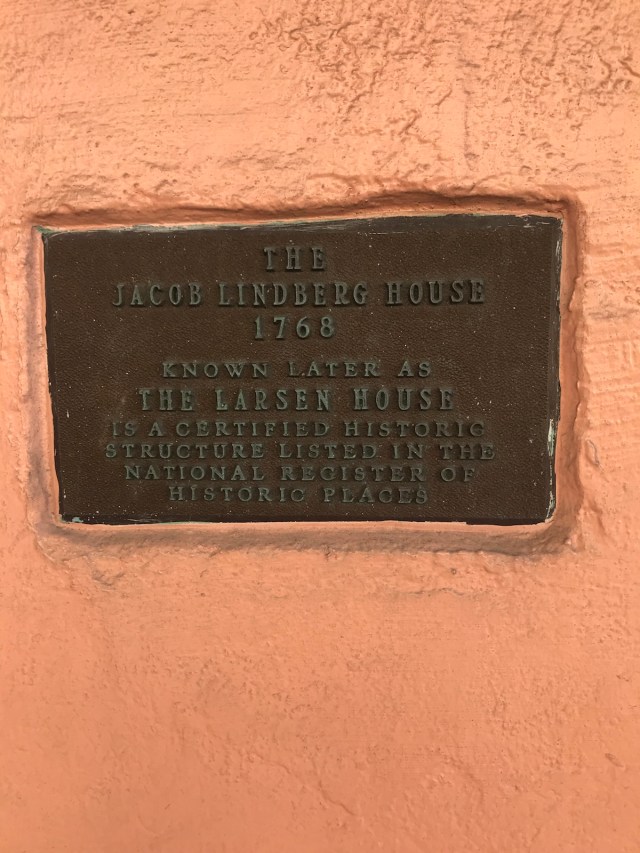 THE
JACOB LINDBERG HOUSE
1768
KNOWN LATER AS
THE LARSEN HOUSE
IS A CERTIFIED HISTORIC
STRUCTURE LISTED IN THE
NATIONAL REGISTER OF
HISTORIC PLACES